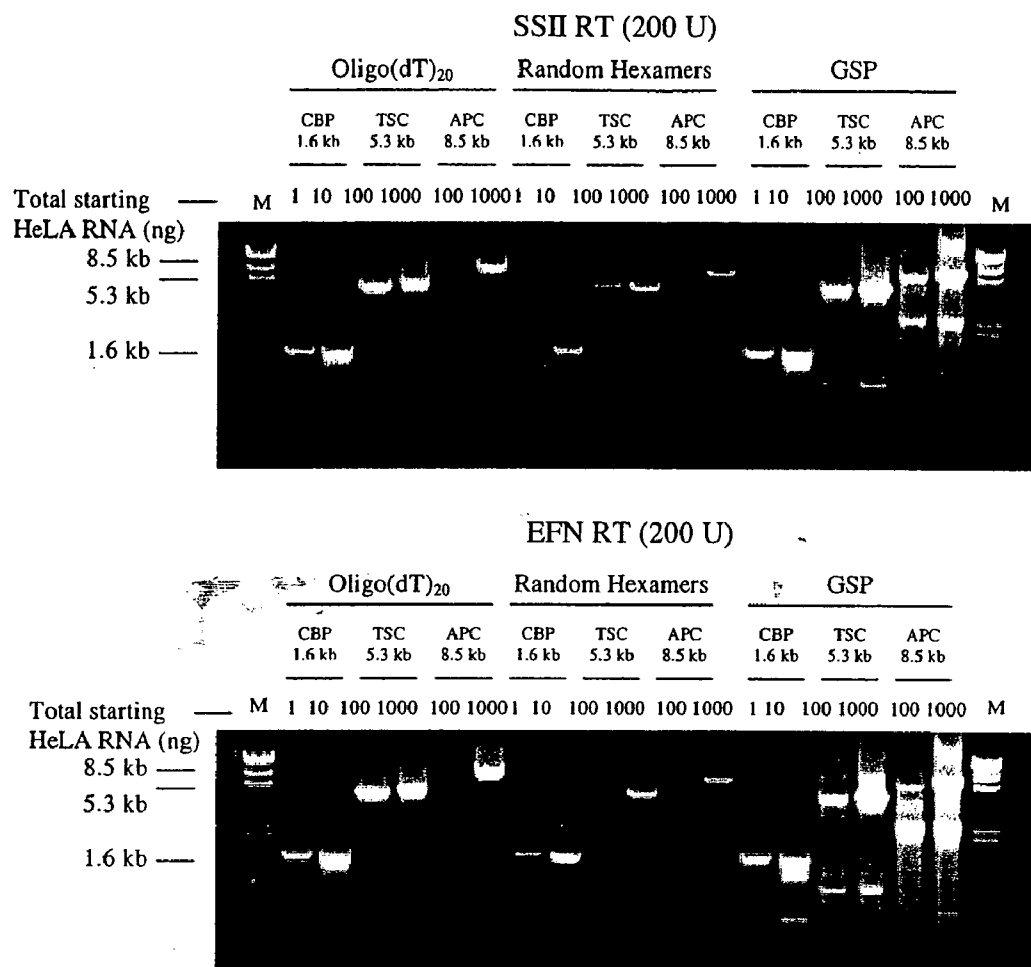 SSII RT (200 U)
Oligo(dT)₂₀ Random Hexamers GSP
CBP TSC APC CBP TSC APC CBP TSC APC
1.6 kb 5.3 kb 8.5 kb 1.6 kb 5.3 kb 8.5 kb 1.6 kb 5.3 kb 8.5 kb
Total starting M 1 10 100 1000 100 1000 1 10 100 1000 100 1000 1 10 100 1000 100 1000 M
HeLA RNA (ng)
8.5 kb
5.3 kb
1.6 kb
EFN RT (200 U)
Oligo(dT)₂₀ Random Hexamers GSP
CBP TSC APC CBP TSC APC CBP TSC APC
1.6 kb 5.3 kb 8.5 kb 1.6 kb 5.3 kb 8.5 kb 1.6 kb 5.3 kb 8.5 kb
Total starting M 1 10 100 1000 100 1000 1 10 100 1000 100 1000 1 10 100 1000 100 1000 M
HeLA RNA (ng)
8.5 kb
5.3 kb
1.6 kb